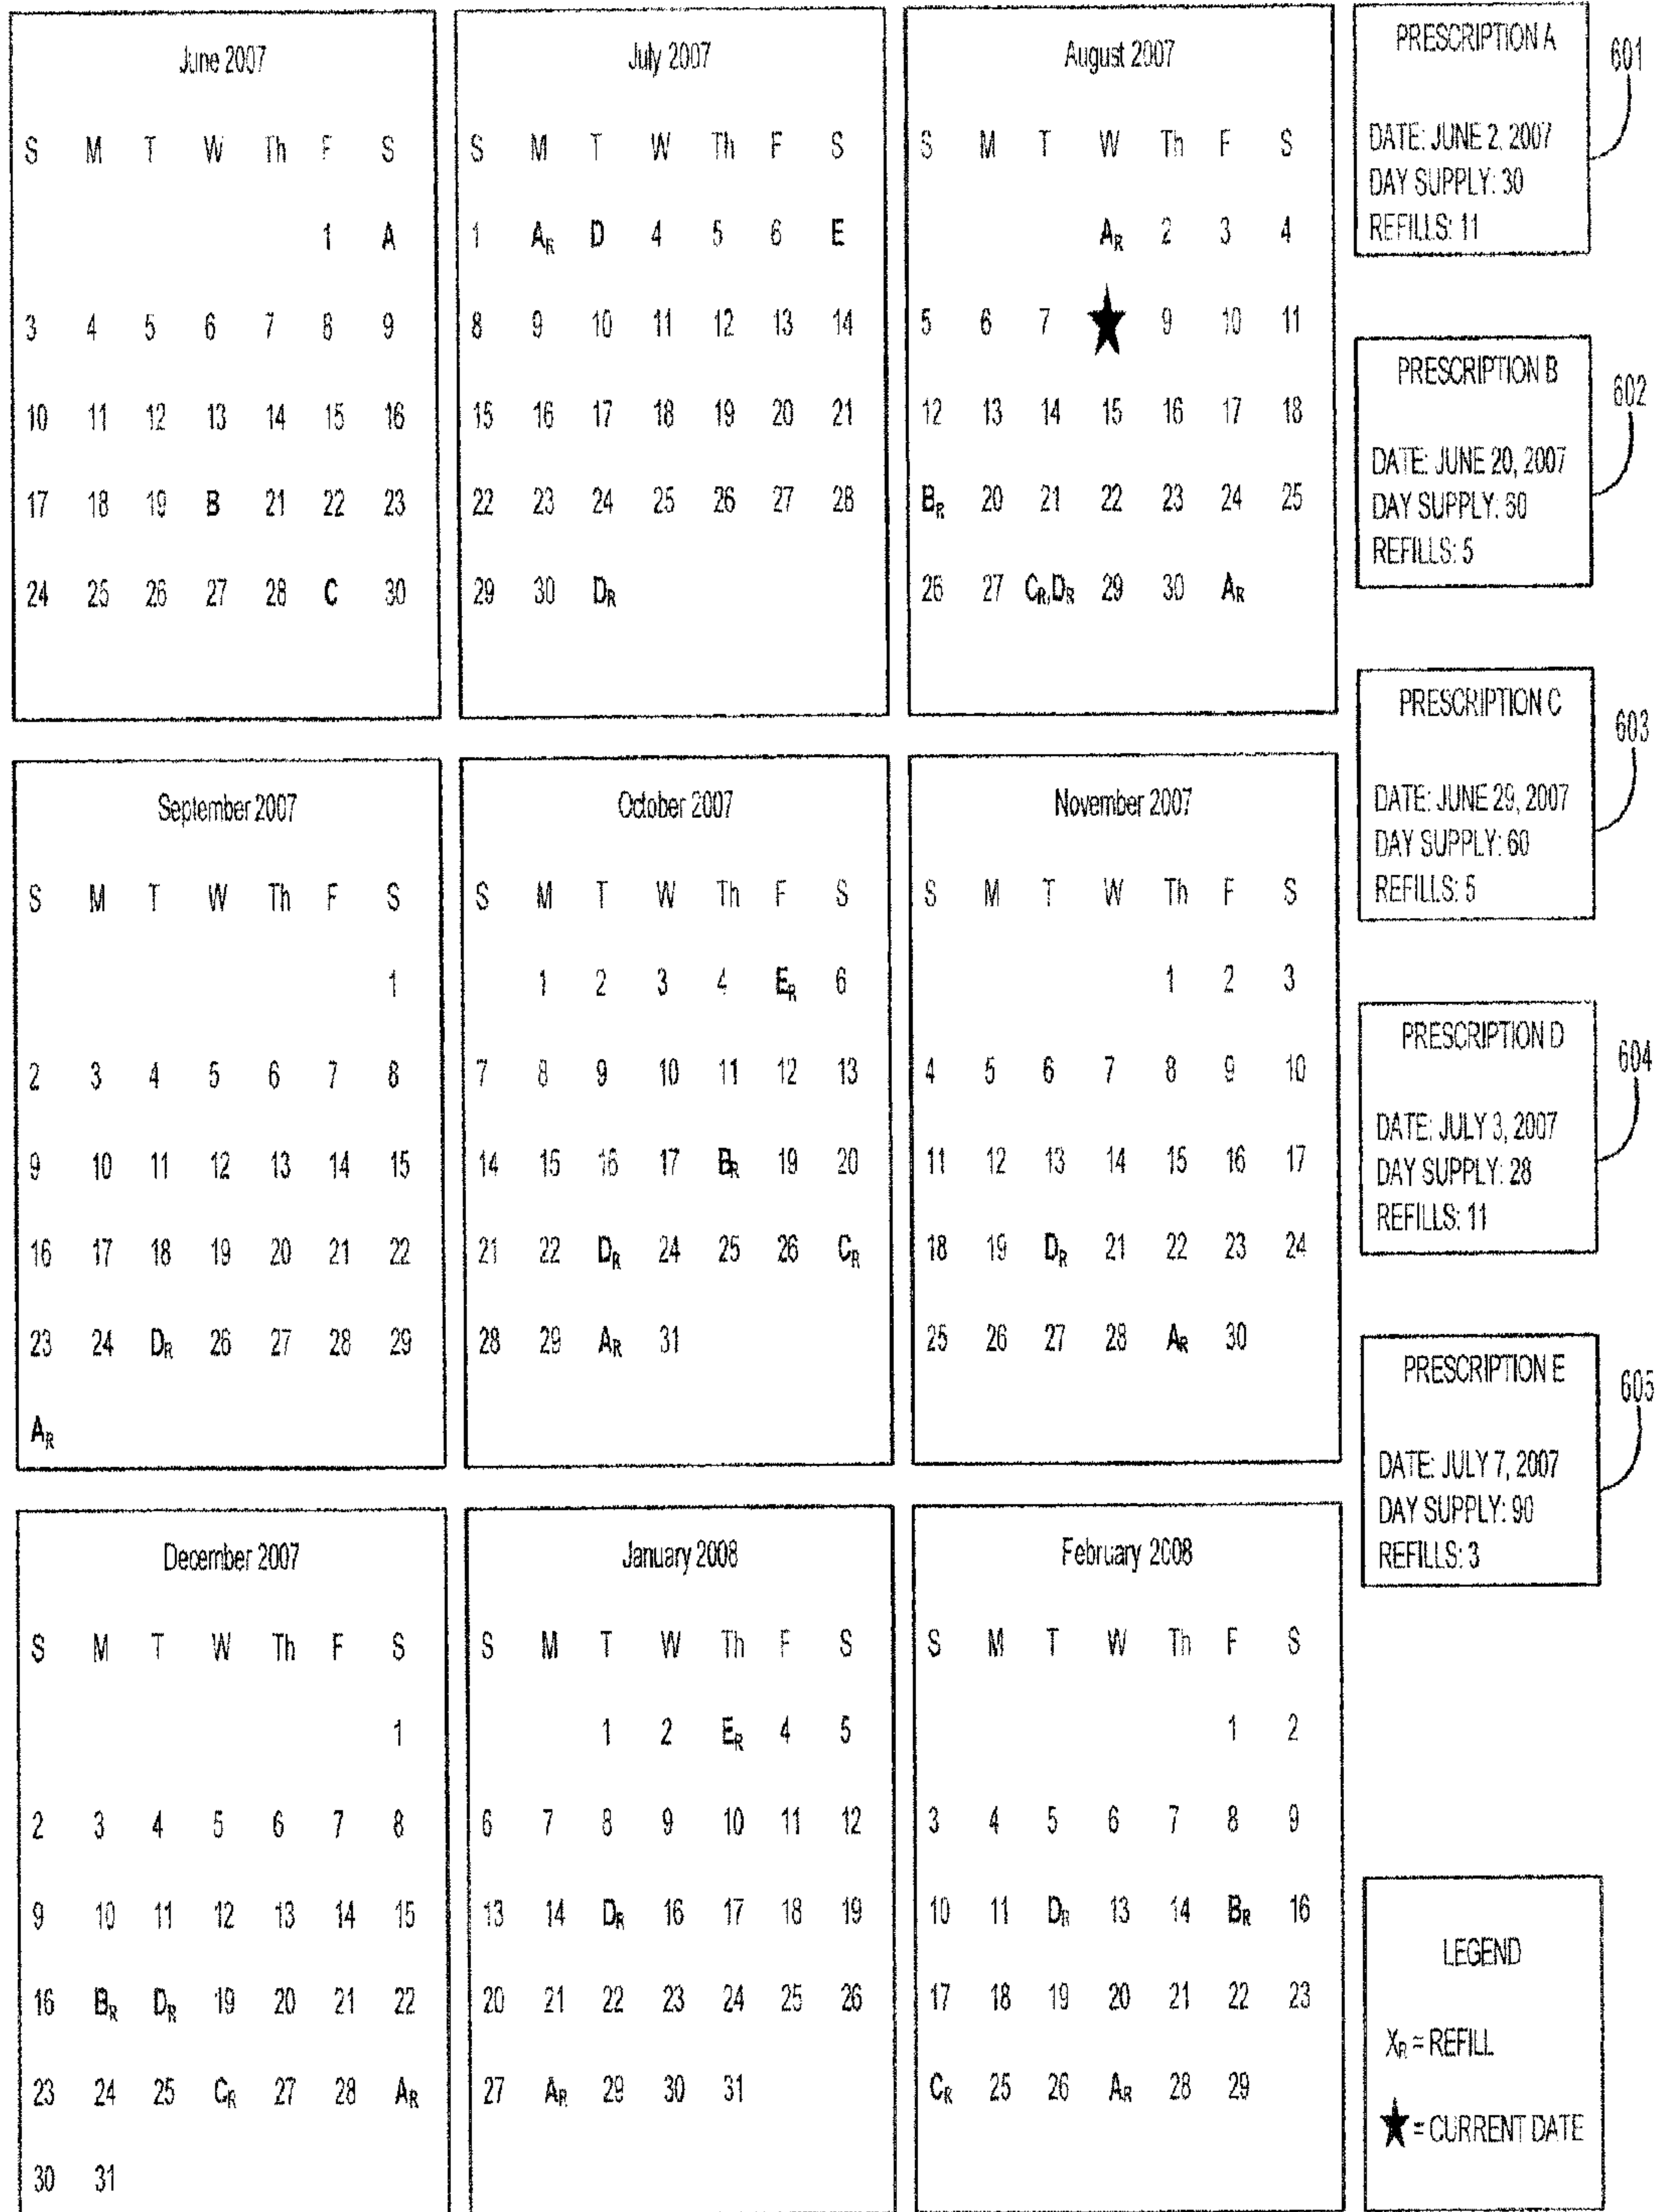 June 2007
S M T W Th F S
1 A
3 4 5 6 7 8 9
10 11 12 13 14 15 16
17 18 19 B 21 22 23
24 25 26 27 28 C 30
July 2007
S M T W Th F S
1 AR D 4 5 6 E
8 9 10 11 12 13 14
15 16 17 18 19 20 21
22 23 24 25 26 27 28
29 30 DR
August 2007
S M T W Th F S
AR 2 3 4
5 6 7 ★ 9 10 11
12 13 14 15 16 17 18
BR 20 21 22 23 24 25
26 27 CR,DR 29 30 AR
PRESCRIPTION A
DATE: JUNE 2, 2007
DAY SUPPLY: 30
REFILLS: 11
601
PRESCRIPTION B
DATE: JUNE 20, 2007
DAY SUPPLY: 60
REFILLS: 5
602
PRESCRIPTION C
DATE: JUNE 29, 2007
DAY SUPPLY: 60
REFILLS: 5
603
September 2007
S M T W Th F S
1
2 3 4 5 6 7 8
9 10 11 12 13 14 15
16 17 18 19 20 21 22
23 24 DR 26 27 28 29
AR
October 2007
S M T W Th F S
1 2 3 4 ER 6
7 8 9 10 11 12 13
14 15 16 17 BR 19 20
21 22 DR 24 25 26 CR
28 29 AR 31
November 2007
S M T W Th F S
1 2 3
4 5 6 7 8 9 10
11 12 13 14 15 16 17
18 19 DR 21 22 23 24
25 26 27 28 AR 30
PRESCRIPTION D
DATE: JULY 3, 2007
DAY SUPPLY: 28
REFILLS: 11
604
PRESCRIPTION E
DATE: JULY 7, 2007
DAY SUPPLY: 90
REFILLS: 3
605
December 2007
S M T W Th F S
1
2 3 4 5 6 7 8
9 10 11 12 13 14 15
16 BR DR 19 20 21 22
23 24 25 CR 27 28 AR
30 31
January 2008
S M T W Th F S
1 2 ER 4 5
6 7 8 9 10 11 12
13 14 DR 16 17 18 19
20 21 22 23 24 25 26
27 AR 29 30 31
February 2008
S M T W Th F S
1 2
3 4 5 6 7 8 9
10 11 DR 13 14 BR 16
17 18 19 20 21 22 23
CR 25 26 AR 28 29
LEGEND
XR = REFILL
★ = CURRENT DATE